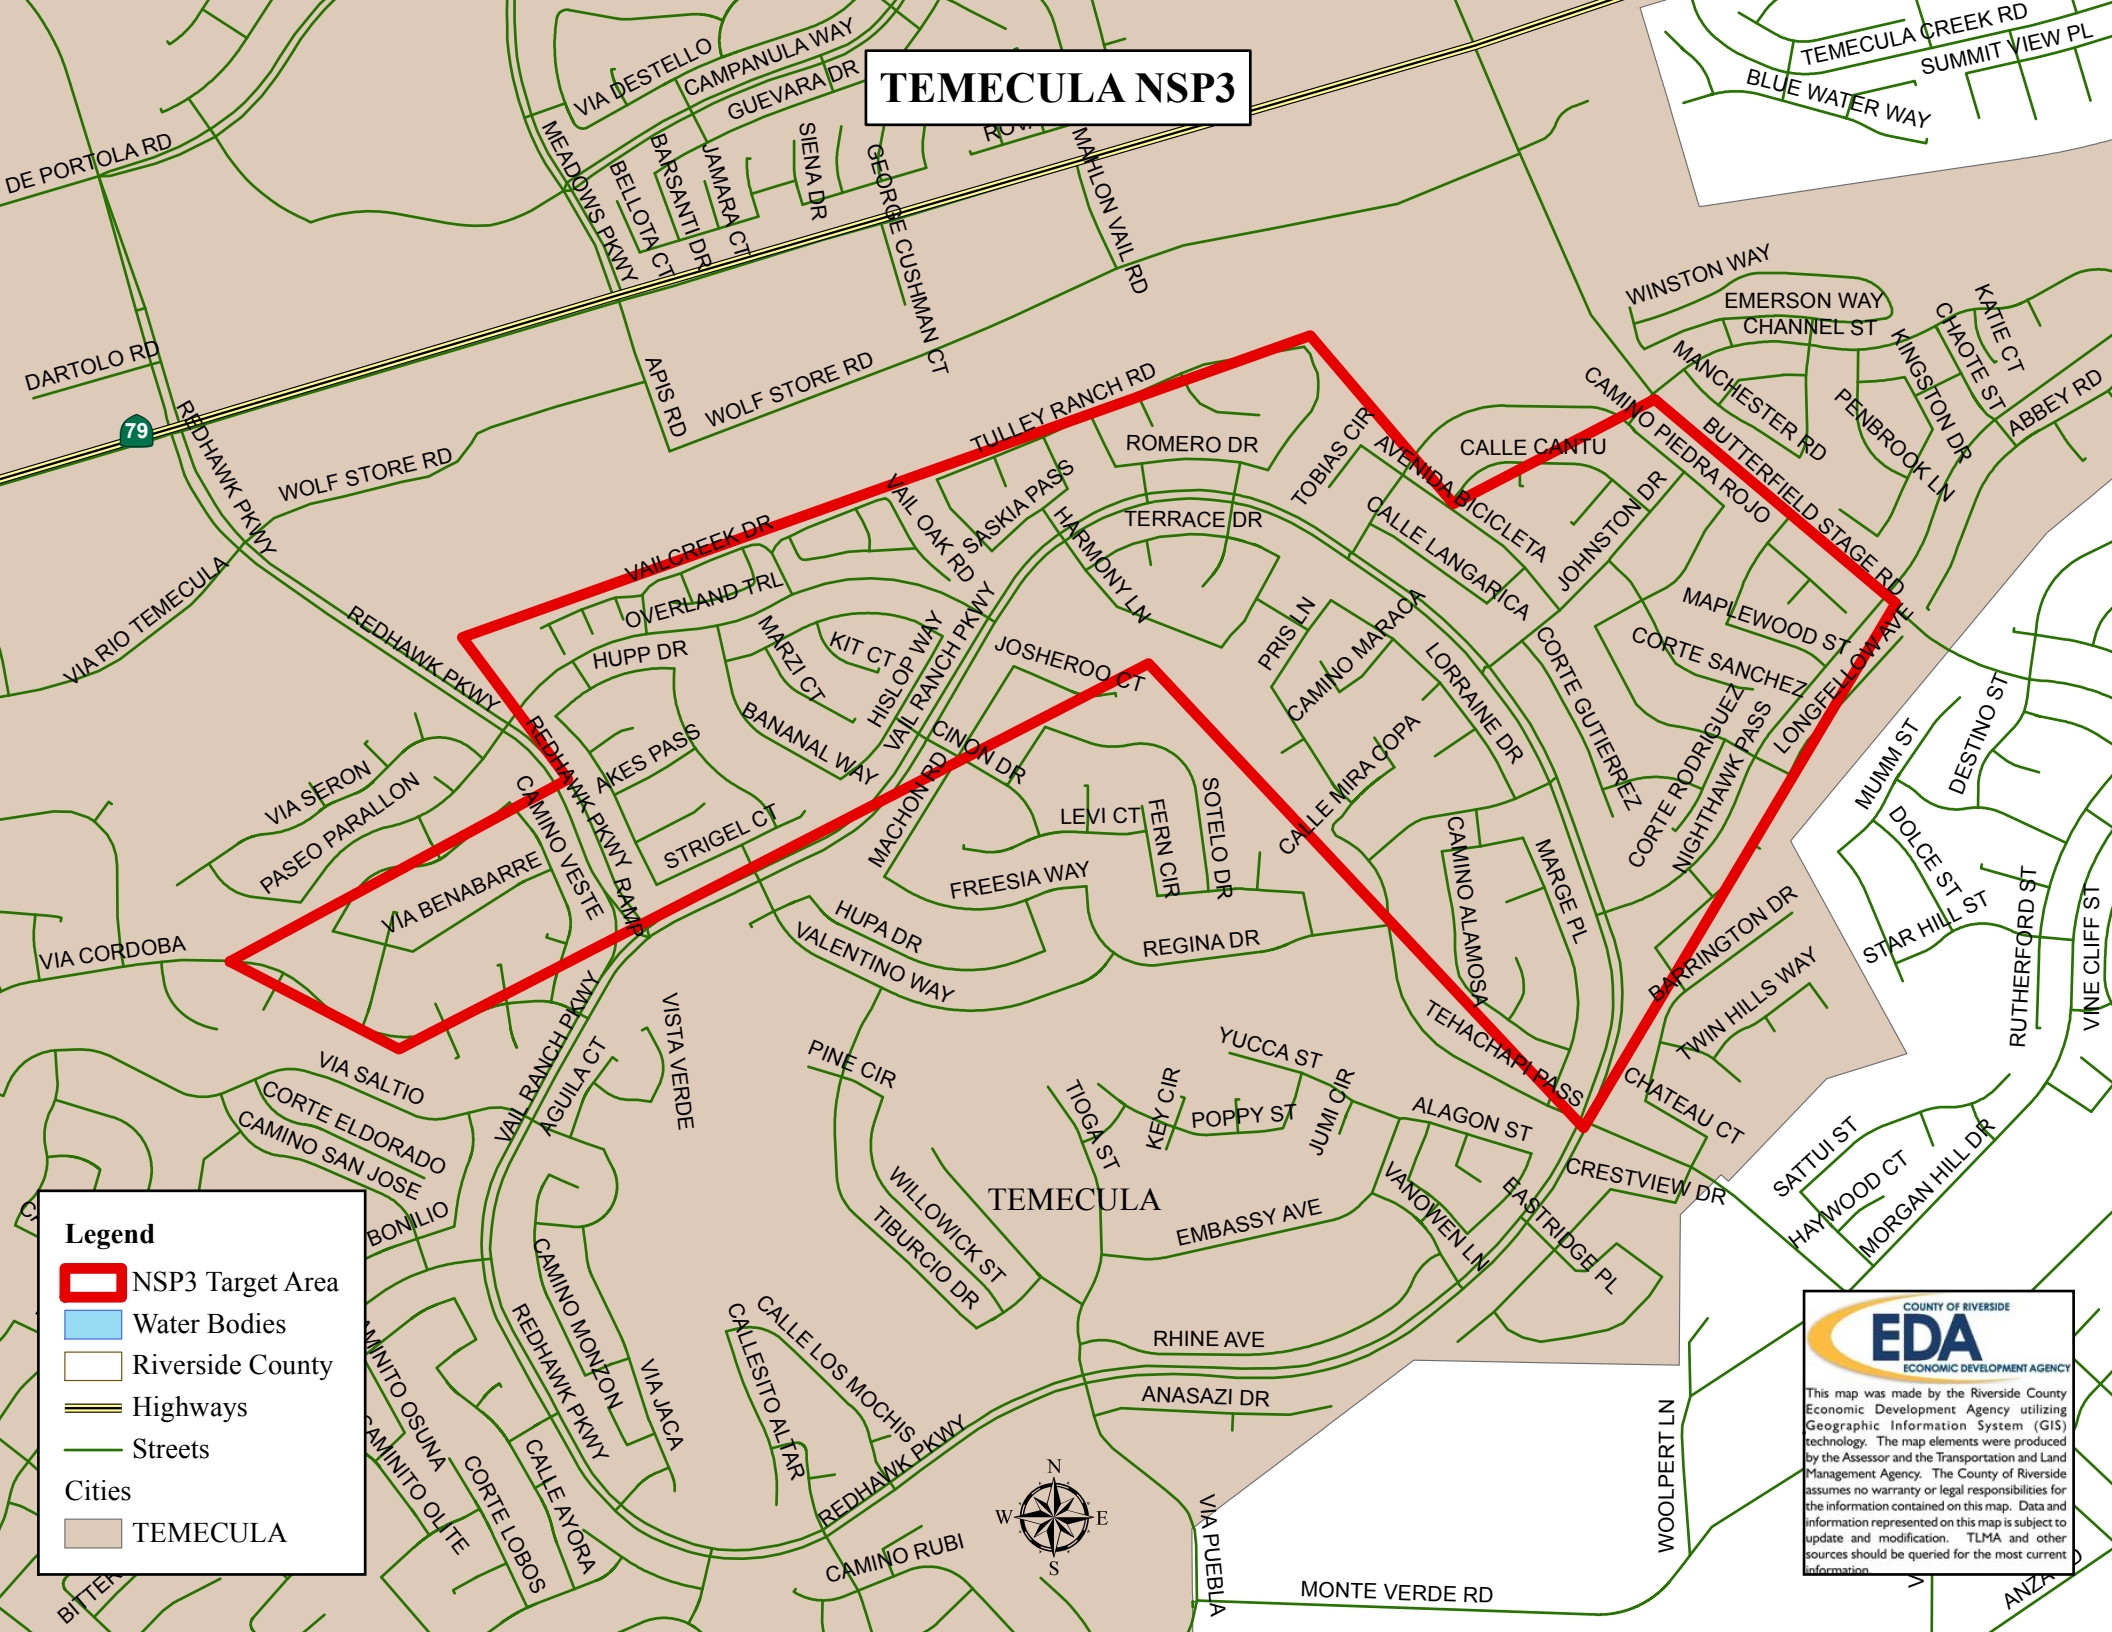 TEMECULA NSP3
TEMECULA CREEK RD
SUMMIT VIEW PL
BLUE WATER WAY
VIA DESTELLO
CAMPANULA WAY
GUEVARA DR
DE PORTOLA RD
MEADOWS PKWY
BELLOTA CT
BARSANTI DR
JAMARA CT
SIENA DR
GEORGE CUSHMAN CT
MAHLON VAIL RD
WINSTON WAY
EMERSON WAY
CHANNEL ST
KATIE CT
CHAOTE ST
KINGSTON DR
ABBEY RD
MANCHESTER RD
PENBROOK LN
DARTOLO RD
79
REDHAWK PKWY
WOLF STORE RD
APIS RD
WOLF STORE RD
TULLEY RANCH RD
ROMERO DR
TOBIAS CIR
AVENIDA BICICLETA
CALLE CANTU
CAMINO PIEDRA ROJO
BUTTERFIELD STAGE RD
VIA RIO TEMECULA
VAILCREEK DR
VAIL OAK RD
SASKIA PASS
HARMONY LN
TERRACE DR
CALLE LANGARICA
JOHNSTON DR
MAPLEWOOD ST
CORTE SANCHEZ
LONGFELLOW AVE
REDHAWK PKWY
OVERLAND TRL
HUPP DR
MARZI CT
KIT CT
HISLOP WAY
VAIL RANCH PKWY
JOSHEROO CT
PRIS LN
CAMINO MARACA
LORRAINE DR
CORTE GUTIERREZ
CORTE RODRIGUEZ
NIGHTHAWK PASS
REDHAWK PKWY RAMP
AKES PASS
BANANAL WAY
CINON DR
MACHON RD
CALLE MIRA COPA
VIA SERON
PASEO PARALLON
CAMINO VESTE
STRIGEL CT
LEVI CT
FERN CIR
SOTELO DR
CAMINO ALAMOSA
MARGE PL
MUMM ST
DESTINO ST
DOLCE ST
STAR HILL ST
RUTHERFORD ST
VINE CLIFF ST
VIA BENABARRE
FREESIA WAY
HUPA DR
VALENTINO WAY
REGINA DR
BARRINGTON DR
TWIN HILLS WAY
VIA CORDOBA
VAIL RANCH PKWY
VISTA VERDE
AGUILA CT
TEHACHAPI PASS
CHATEAU CT
VIA SALTIO
CORTE ELDORADO
CAMINO SAN JOSE
BONILIO
PINE CIR
TIOGA ST
KEY CIR
YUCCA ST
POPPY ST
JUMI CIR
ALAGON ST
VANOWEN LN
EASTRIDGE PL
CRESTVIEW DR
SATTUI ST
HAYWOOD CT
MORGAN HILL DR
WILLOWICK ST
TIBURCIO DR
TEMECULA
EMBASSY AVE
RHINE AVE
ANASAZI DR
CAMINO MONZON
REDHAWK PKWY
VIA JACA
CALLESITO ALTAR
CALLE LOS MOCHIS
REDHAWK PKWY
CORTE LOBOS
CALLE AYORA
CAMINO RUBI
VIA PUEBLA
MONTE VERDE RD
WOOLPERT LN
N
W
E
S
Legend
NSP3 Target Area
Water Bodies
Riverside County
Highways
Streets
Cities
TEMECULA
COUNTY OF RIVERSIDE
EDA
ECONOMIC DEVELOPMENT AGENCY
This map was made by the Riverside County
Economic Development Agency utilizing
Geographic Information System (GIS)
technology. The map elements were produced
by the Assessor and the Transportation and Land
Management Agency. The County of Riverside
assumes no warranty or legal responsibilities for
the information contained on this map. Data and
information represented on this map is subject to
update and modification. TLMA and other
sources should be queried for the most current
information.